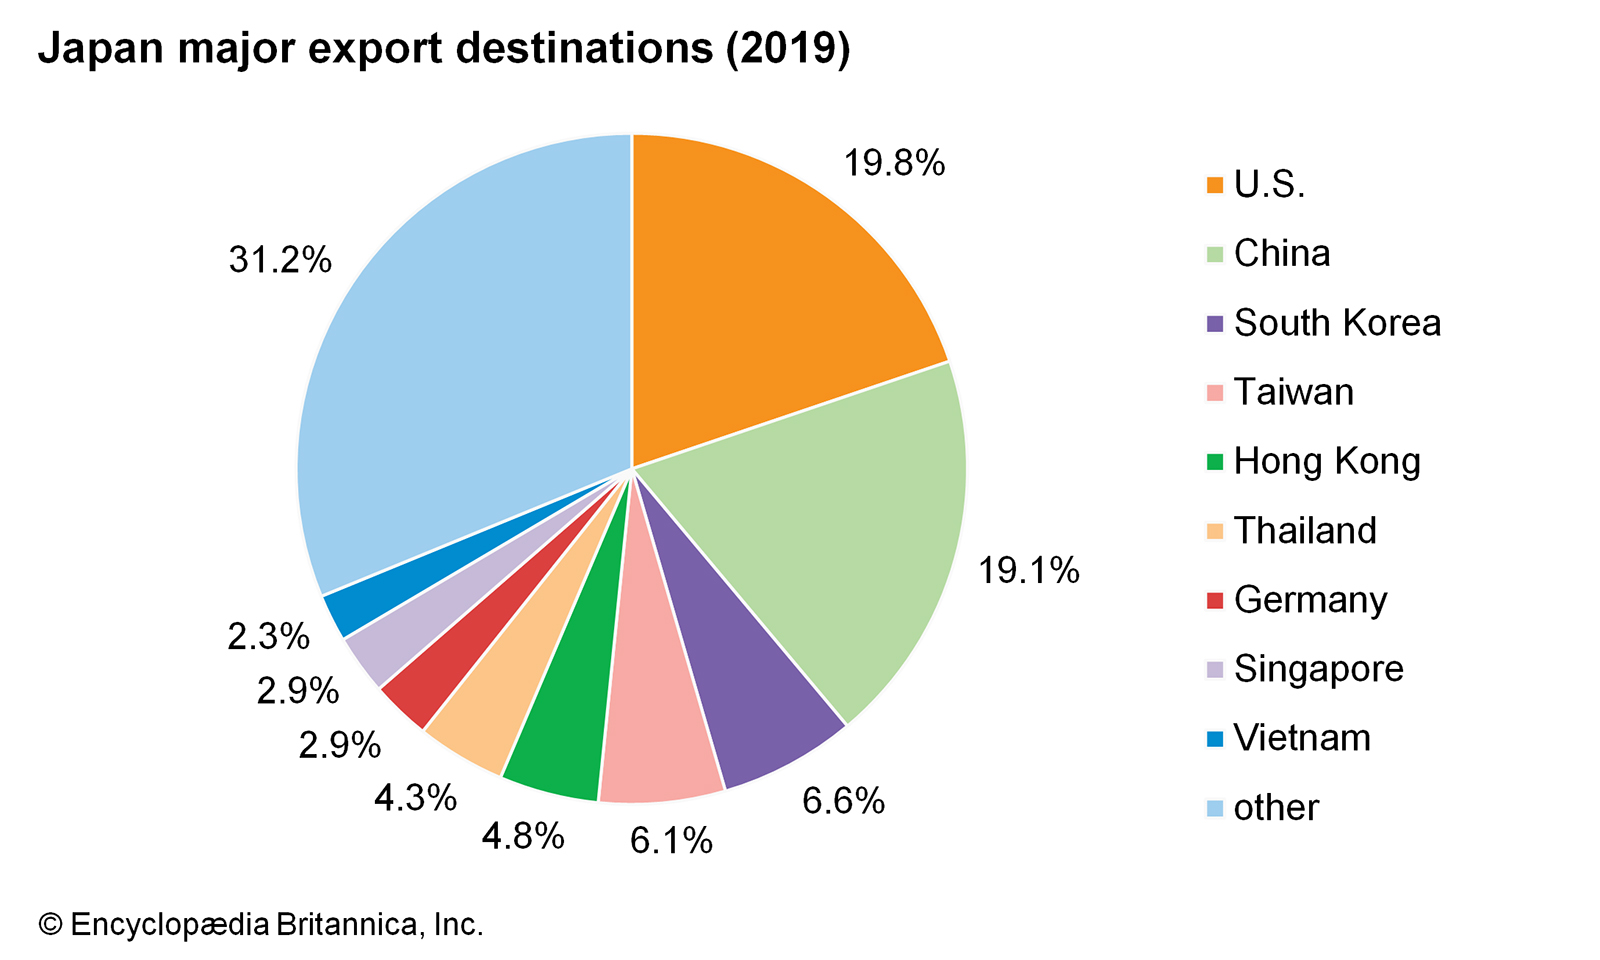 Japan major export destinations (2019)
19.8%
19.1%
6.6%
6.1%
4.8%
4.3%
2.9%
2.9%
2.3%
31.2%
U.S.
China
South Korea
Taiwan
Hong Kong
Thailand
Germany
Singapore
Vietnam
other
© Encyclopædia Britannica, Inc.